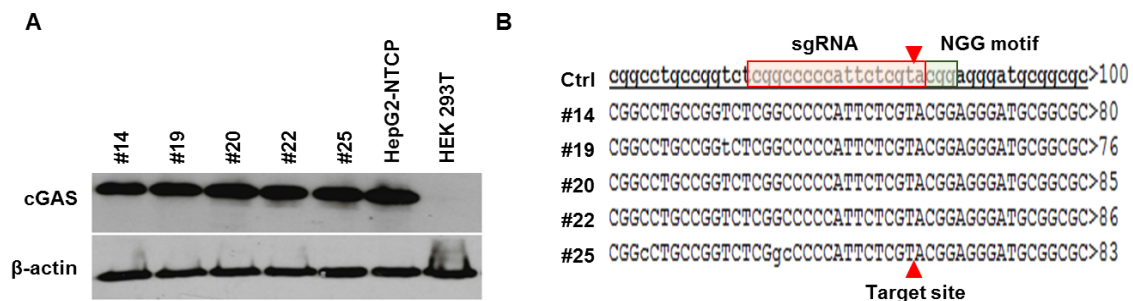 A
#14
#19
#20
#22
#25
HepG2-NTCP
HEK 293T
cGAS
β-actin
B
sgRNA NGG motif
Ctrl cggcctgccggtctcggcccccattctcgtacggagggatgcggcgc>100
#14 CGGCCTGCCGGTCTCGGCCCCCATTCTCGTACGGAGGGATGCGGCGC>80
#19 CGGCCTGCCGGtCTCGGCCCCCATTCTCGTACGGAGGGATGCGGCGC>76
#20 CGGCCTGCCGGTCTCGGCCCCCATTCTCGTACGGAGGGATGCGGCGC>85
#22 CGGCCTGCCGGTCTCGGCCCCCATTCTCGTACGGAGGGATGCGGCGC>86
#25 CGGcCTGCCGGTCTCGgcCCCCATTCTCGTACGGAGGGATGCGGCGC>83
Target site